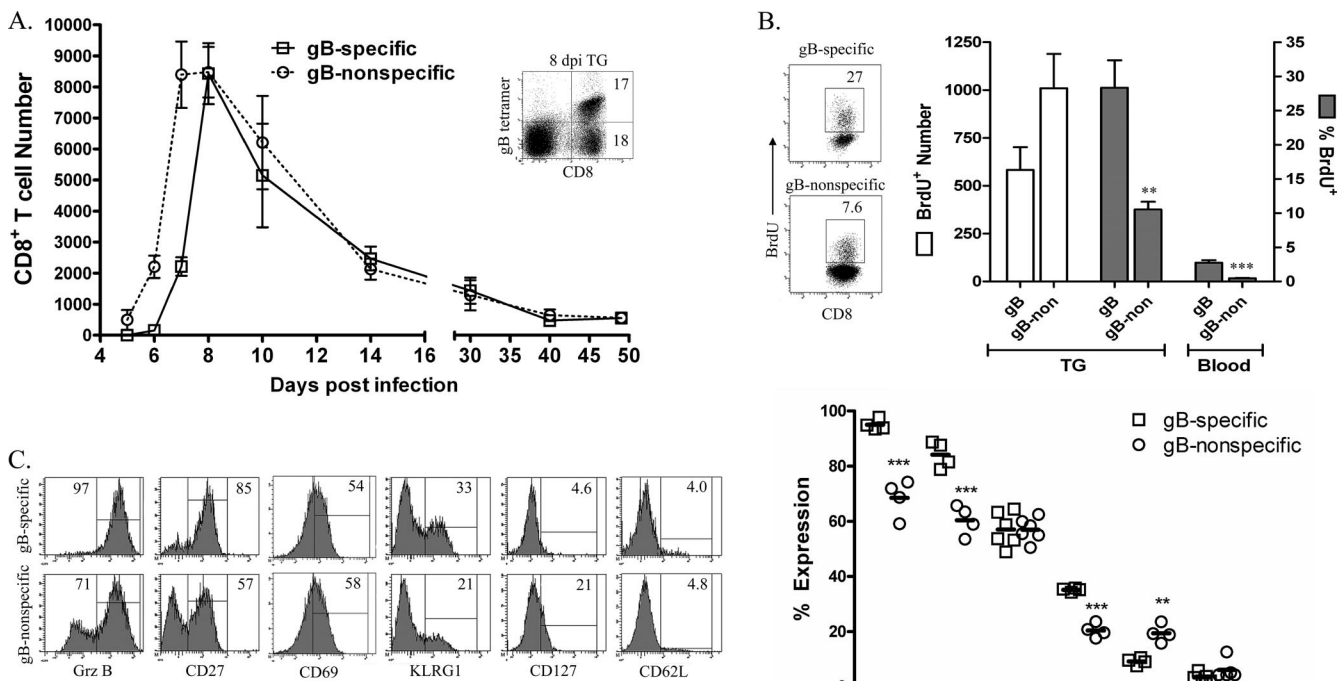 A.
10000
9000
8000
7000
6000
5000
4000
3000
2000
1000
0
CD8+ T cell Number
gB-specific
gB-nonspecific
4 6 8 10 12 14 16 30 35 40 45 50
Days post infection
8 dpi TG
17
18
gB tetramer
CD8
B.
gB-specific
27
gB-nonspecific
7.6
BrdU
CD8
1250
1000
750
500
250
0
BrdU+ Number
35
30
25
20
15
10
5
0
% BrdU+
**
***
gB gB-non gB gB-non gB gB-non
TG Blood
C.
gB-specific
97 85 54 33 4.6 4.0
gB-nonspecific
71 57 58 21 21 4.8
Grz B CD27 CD69 KLRG1 CD127 CD62L
100
80
60
40
20
% Expression
gB-specific
gB-nonspecific
***
***
***
**